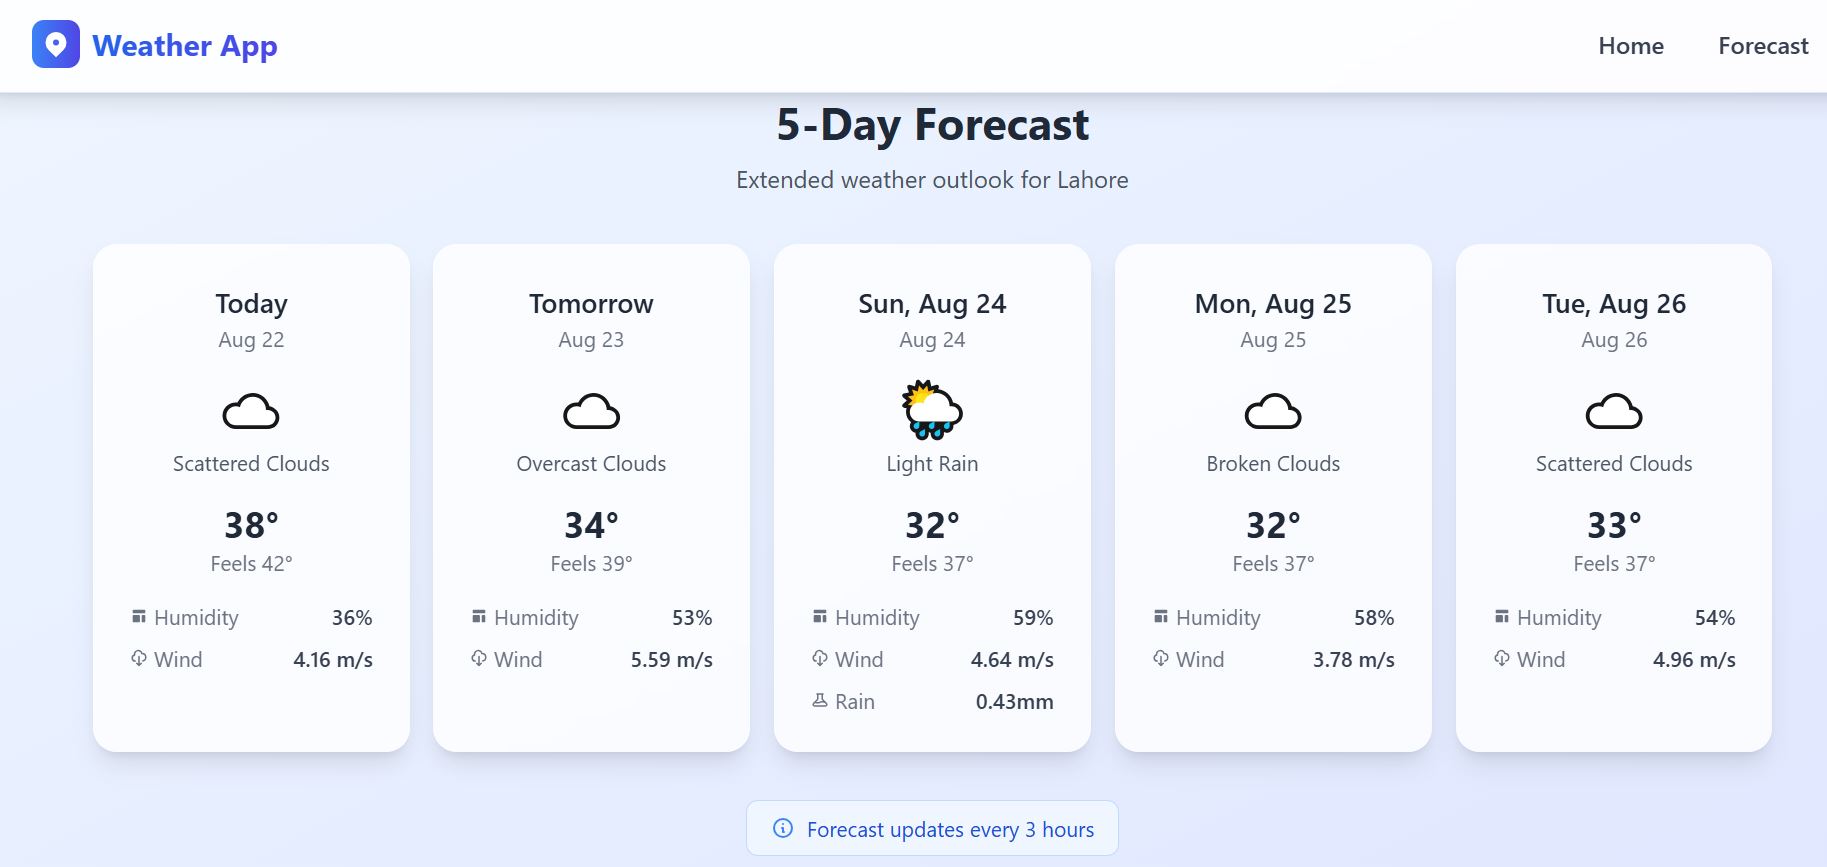 Weather App
Home
Forecast
5-Day Forecast
Extended weather outlook for Lahore
Today
Aug 22
Scattered Clouds
38°
Feels 42°
Humidity 36%
Wind 4.16 m/s
Tomorrow
Aug 23
Overcast Clouds
34°
Feels 39°
Humidity 53%
Wind 5.59 m/s
Sun, Aug 24
Aug 24
Light Rain
32°
Feels 37°
Humidity 59%
Wind 4.64 m/s
Rain 0.43mm
Mon, Aug 25
Aug 25
Broken Clouds
32°
Feels 37°
Humidity 58%
Wind 3.78 m/s
Tue, Aug 26
Aug 26
Scattered Clouds
33°
Feels 37°
Humidity 54%
Wind 4.96 m/s
Forecast updates every 3 hours